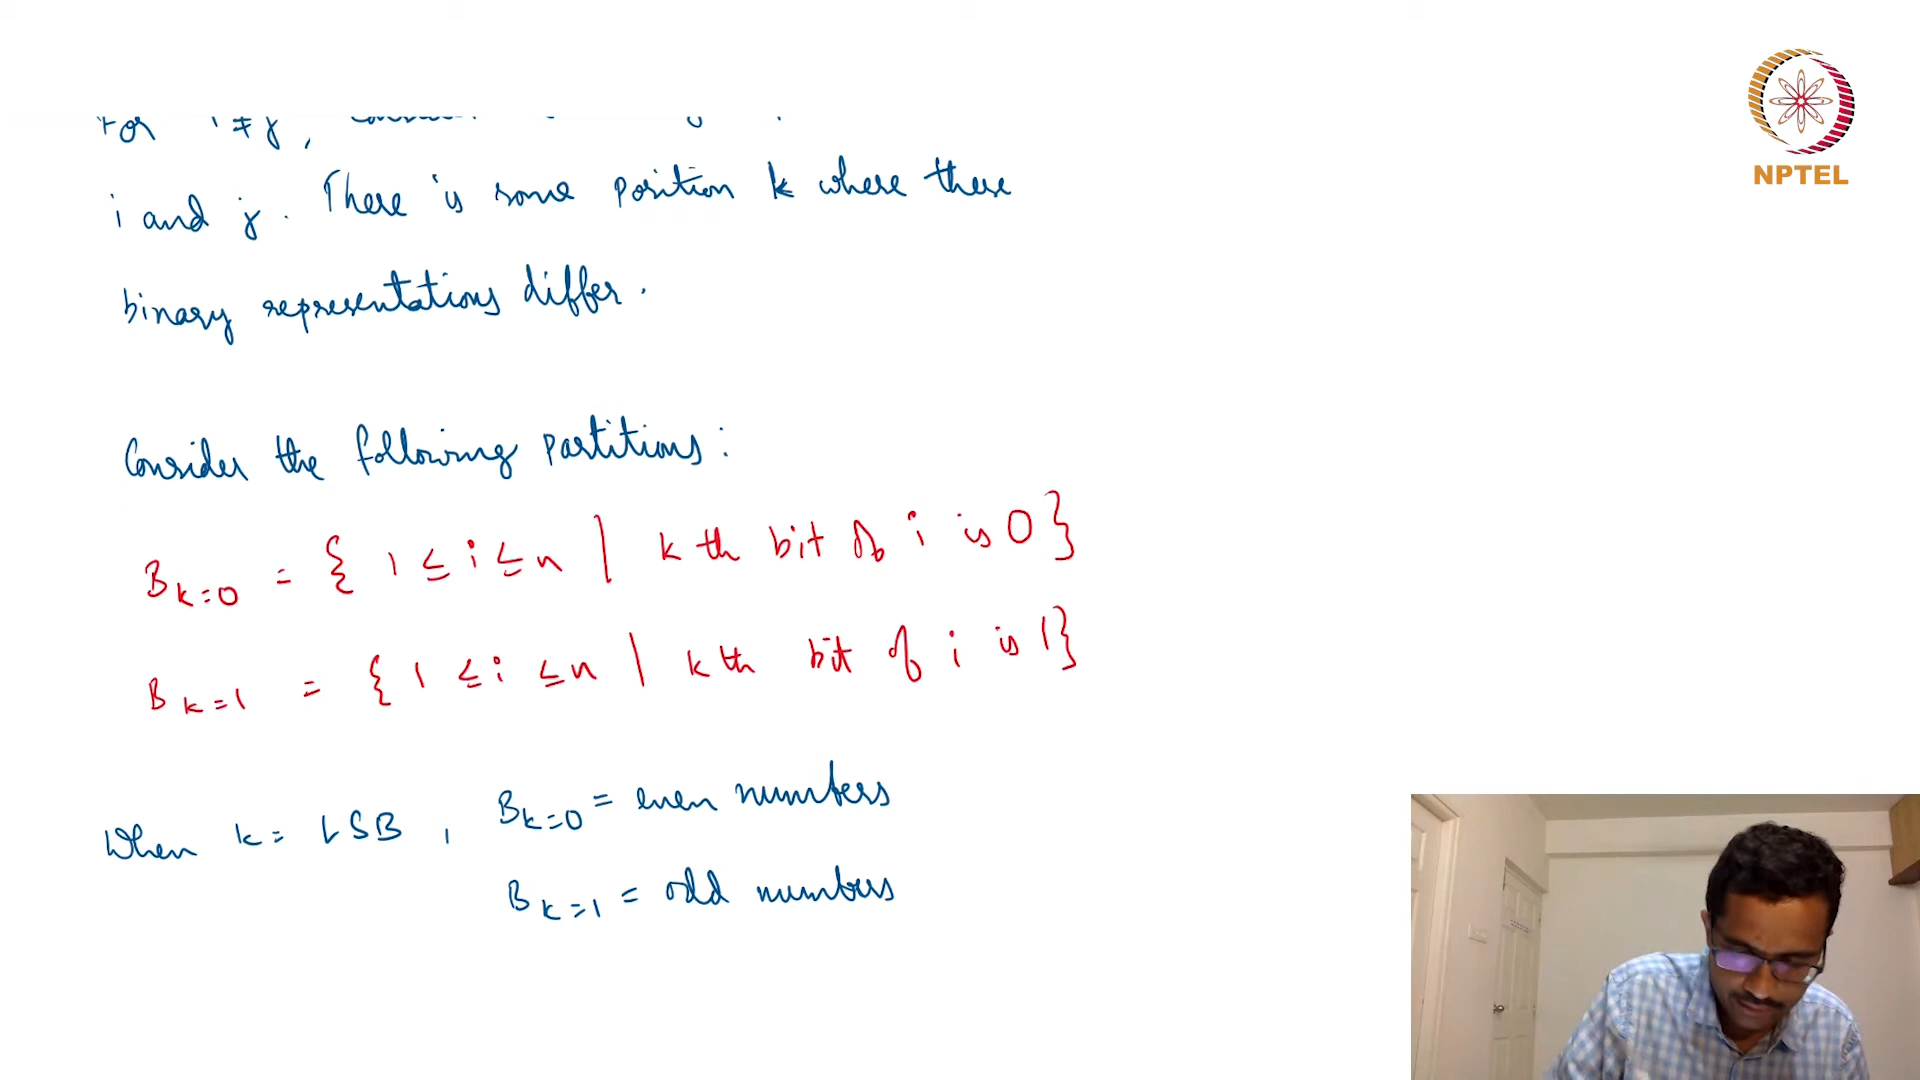 For i ≠ j,
i and j. There is some position k where these
binary representations differ.
Consider the following partitions:
B_{k=0} = { 1 ≤ i ≤ n | k th bit of i is 0 }
B_{k=1} = { 1 ≤ i ≤ n | k th bit of i is 1 }
When k = LSB, B_{k=0} = even numbers
B_{k=1} = odd numbers
NPTEL